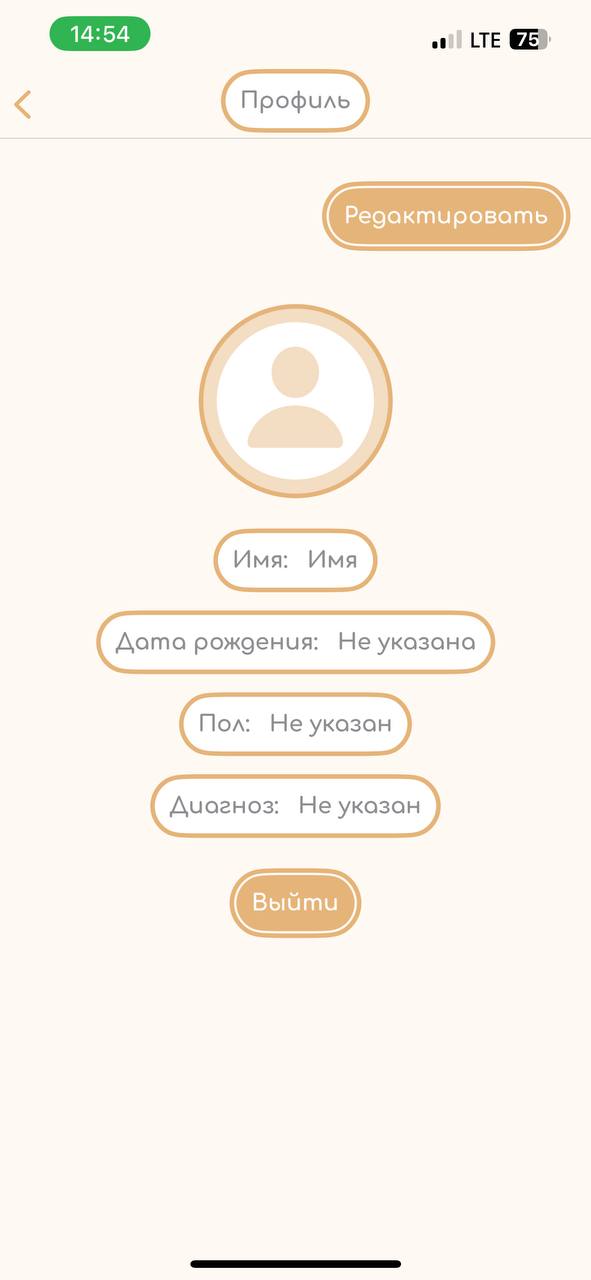 14:54
LTE 75
Профиль
Редактировать
Имя: Имя
Дата рождения: Не указана
Пол: Не указан
Диагноз: Не указан
Выйти